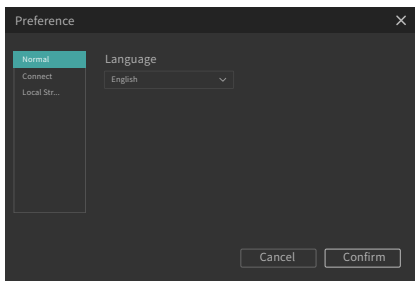 Preference
Normal
Connect
Local Str...
Language
English
Cancel
Confirm